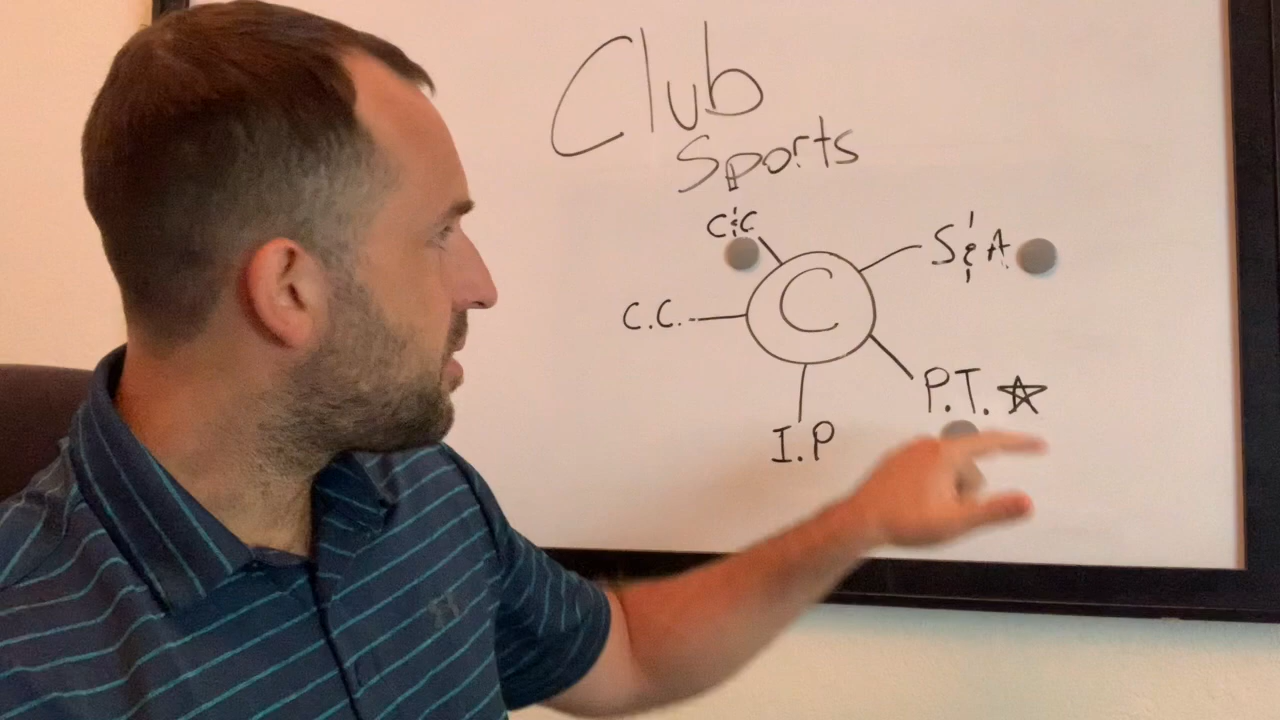 Club
Sports
C&C
S&A
C.C.
C
P.T. ☆
I.P